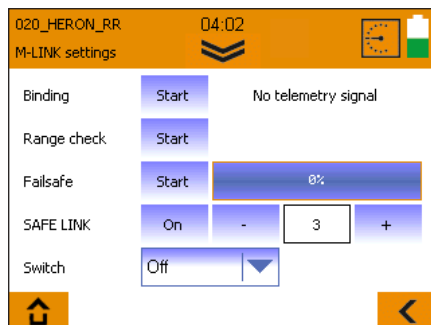 020_HERON_RR 04:02
M-LINK settings
Binding Start No telemetry signal
Range check Start
Failsafe Start 0%
SAFE LINK On - 3 +
Switch Off